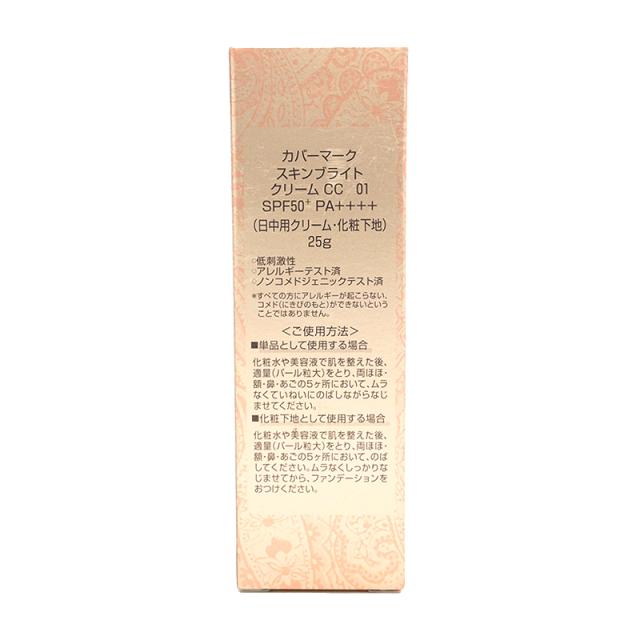 カバーマーク
スキンブライト
クリーム CC 01
SPF50⁺ PA++++
(日中用クリーム・化粧下地)
25g
○低刺激性
○アレルギーテスト済
○ノンコメドジェニックテスト済
※すべての方にアレルギーが起こらない、
コメド(にきびのもと)ができないという
ことではありません。
＜ご使用方法＞
■単品として使用する場合
化粧水や美容液で肌を整えた後、
適量(パール粒大)をとり、両ほほ・
額・鼻・あごの5ヶ所において、ムラ
なくていねいにのばしながらなじ
ませてください。
■化粧下地として使用する場合
化粧水や美容液で肌を整えた後、
適量(パール粒大)をとり、両ほほ・
額・鼻・あごの5ヶ所において、のば
してください。ムラなくしっかりな
じませてから、ファンデーションを
おつけください。